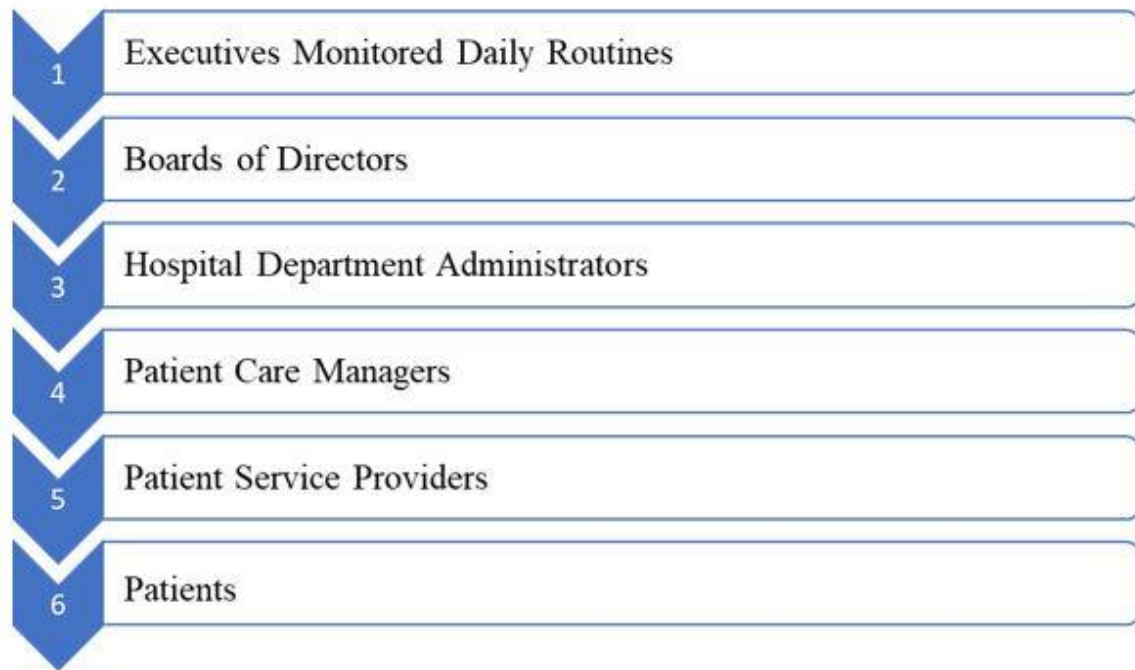 1
Executives Monitored Daily Routines
2
Boards of Directors
3
Hospital Department Administrators
4
Patient Care Managers
5
Patient Service Providers
6
Patients